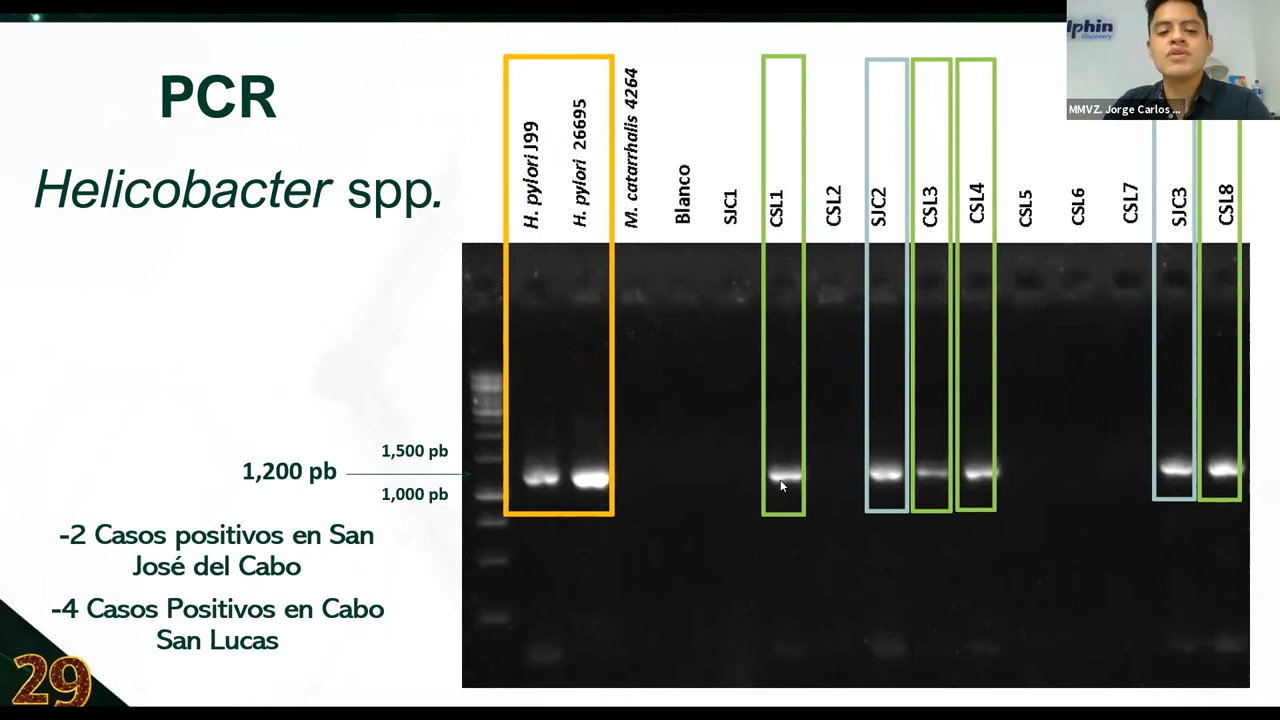 PCR
Helicobacter spp.
H. pylori J99
H. pylori 26695
M. catarrhalis 4264
Blanco
SJC1
CSL1
CSL2
SJC2
CSL3
CSL4
CSL5
CSL6
CSL7
SJC3
CSL8
1,500 pb
1,200 pb
1,000 pb
-2 Casos positivos en San
José del Cabo
-4 Casos Positivos en Cabo
San Lucas
29
lphin
Discovery
MMVZ. Jorge Carlos ...